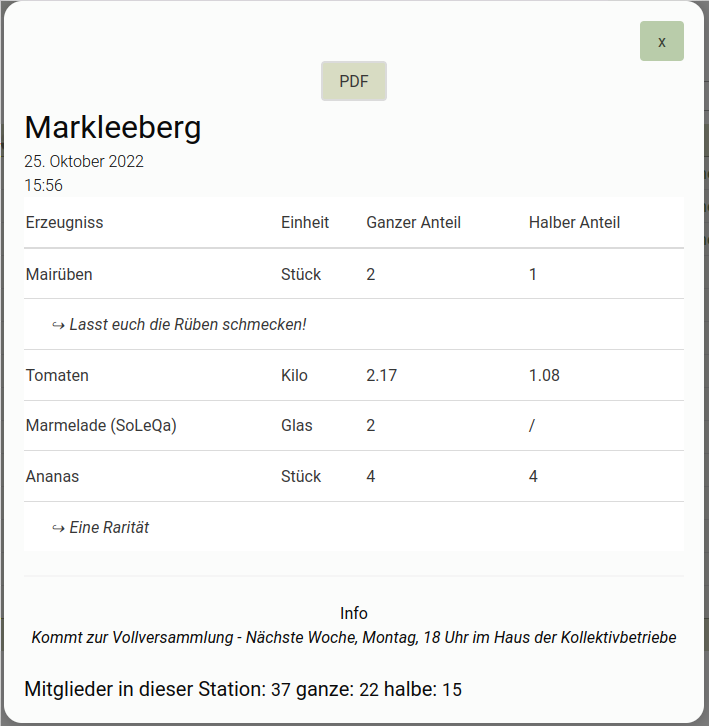 x
PDF
Markleeberg
25. Oktober 2022
15:56
Erzeugniss Einheit Ganzer Anteil Halber Anteil
Mairüben Stück 2 1
↪ Lasst euch die Rüben schmecken!
Tomaten Kilo 2.17 1.08
Marmelade (SoLeQa) Glas 2 /
Ananas Stück 4 4
↪ Eine Rarität
Info
Kommt zur Vollversammlung - Nächste Woche, Montag, 18 Uhr im Haus der Kollektivbetriebe
Mitglieder in dieser Station: 37 ganze: 22 halbe: 15